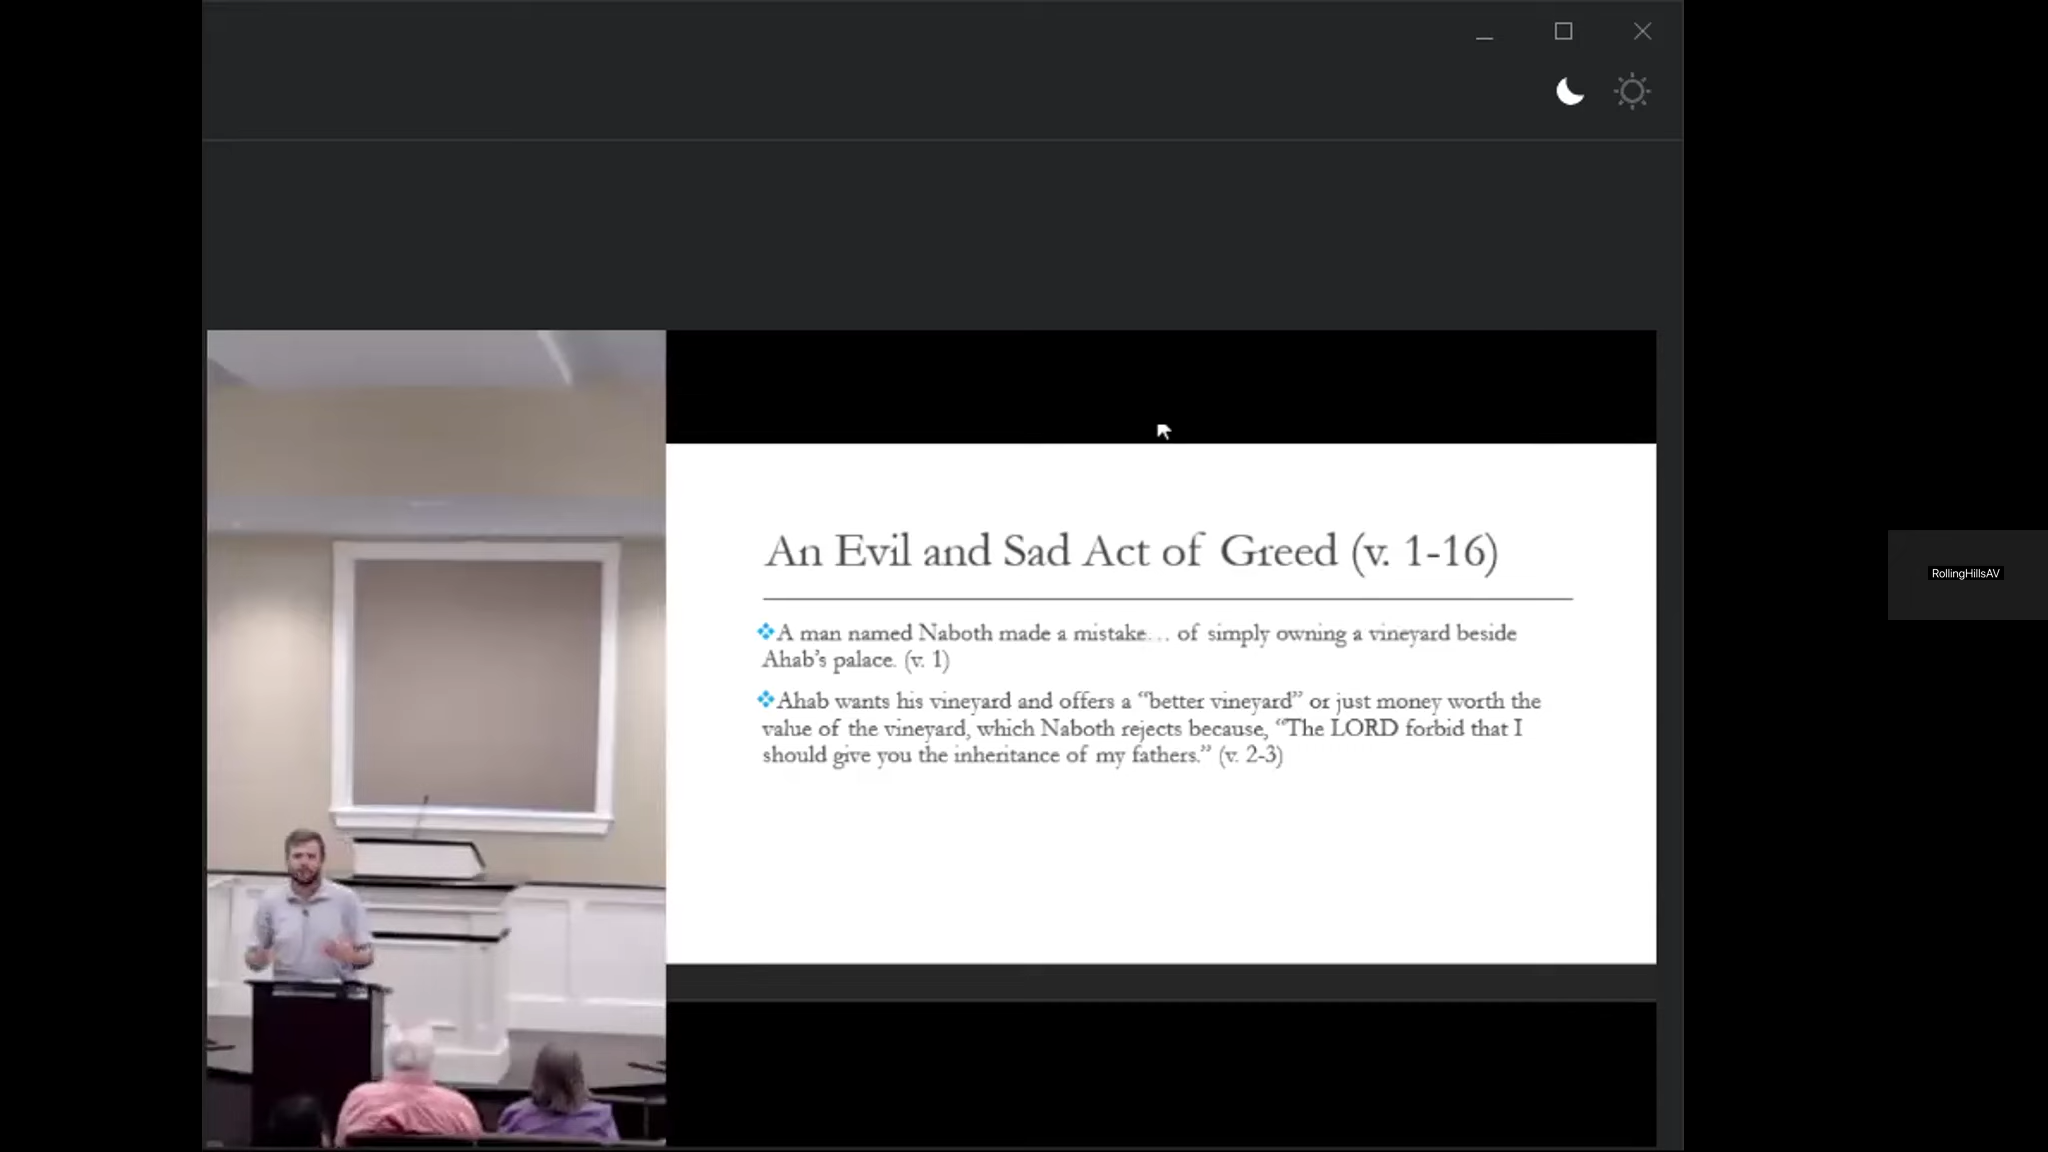 An Evil and Sad Act of Greed (v. 1-16)
❖A man named Naboth made a mistake… of simply owning a vineyard beside
Ahab’s palace. (v. 1)
❖Ahab wants his vineyard and offers a “better vineyard” or just money worth the
value of the vineyard, which Naboth rejects because, “The LORD forbid that I
should give you the inheritance of my fathers.” (v. 2-3)
RollingHillsAV